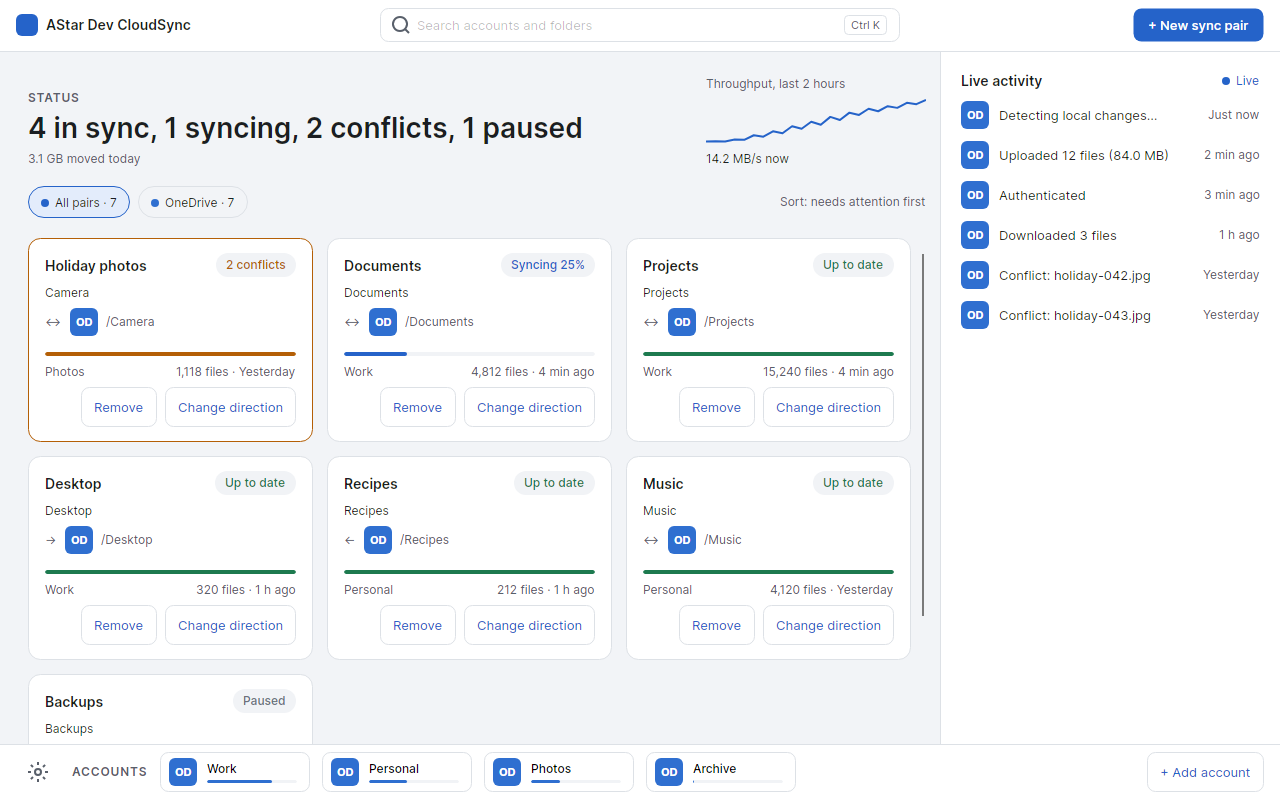 AStar Dev CloudSync
Search accounts and folders
Ctrl K
+ New sync pair
STATUS
4 in sync, 1 syncing, 2 conflicts, 1 paused
3.1 GB moved today
Throughput, last 2 hours
14.2 MB/s now
All pairs · 7
OneDrive · 7
Sort: needs attention first
Holiday photos
2 conflicts
Camera
↔ OD /Camera
Photos
1,118 files · Yesterday
Remove
Change direction
Documents
Syncing 25%
Documents
↔ OD /Documents
Work
4,812 files · 4 min ago
Remove
Change direction
Projects
Up to date
Projects
↔ OD /Projects
Work
15,240 files · 4 min ago
Remove
Change direction
Desktop
Up to date
Desktop
→ OD /Desktop
Work
320 files · 1 h ago
Remove
Change direction
Recipes
Up to date
Recipes
← OD /Recipes
Personal
212 files · 1 h ago
Remove
Change direction
Music
Up to date
Music
↔ OD /Music
Personal
4,120 files · Yesterday
Remove
Change direction
Backups
Paused
Backups
Live activity
Live
OD Detecting local changes... Just now
OD Uploaded 12 files (84.0 MB) 2 min ago
OD Authenticated 3 min ago
OD Downloaded 3 files 1 h ago
OD Conflict: holiday-042.jpg Yesterday
OD Conflict: holiday-043.jpg Yesterday
ACCOUNTS
OD Work
OD Personal
OD Photos
OD Archive
+ Add account